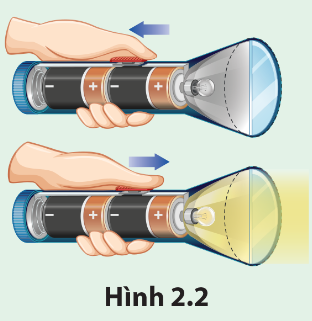 − + − +
− + − +
Hình 2.2